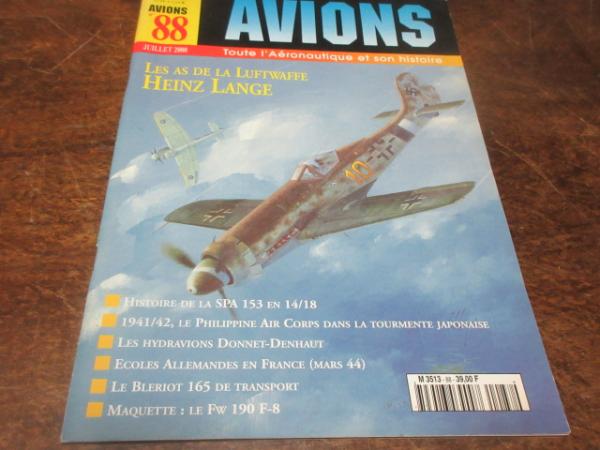 AVIONS
N° 88
JUILLET 2000
AVIONS
Toute l'Aéronautique et son histoire
LES AS DE LA LUFTWAFFE
HEINZ LANGE
10
HISTOIRE DE LA SPA 153 EN 14/18
1941/42, LE PHILIPPINE AIR CORPS DANS LA TOURMENTE JAPONAISE
LES HYDRAVIONS DONNET-DENHAUT
ECOLES ALLEMANDES EN FRANCE (MARS 44)
LE BLERIOT 165 DE TRANSPORT
MAQUETTE : LE FW 190 F-8
M 3513 - 88 - 39,00 F